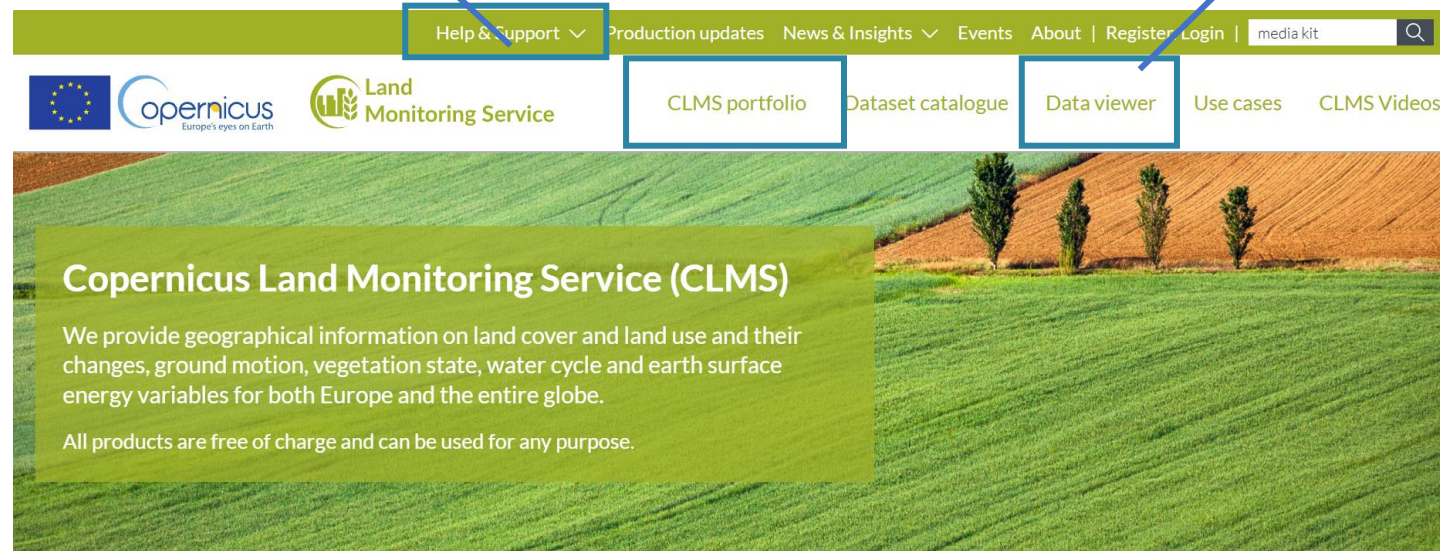 Help & Support Production updates News & Insights Events About | Register/Login | media kit
opernicus
Europe's eyes on Earth
Land
Monitoring Service
CLMS portfolio Dataset catalogue Data viewer Use cases CLMS Videos
Copernicus Land Monitoring Service (CLMS)
We provide geographical information on land cover and land use and their
changes, ground motion, vegetation state, water cycle and earth surface
energy variables for both Europe and the entire globe.
All products are free of charge and can be used for any purpose.